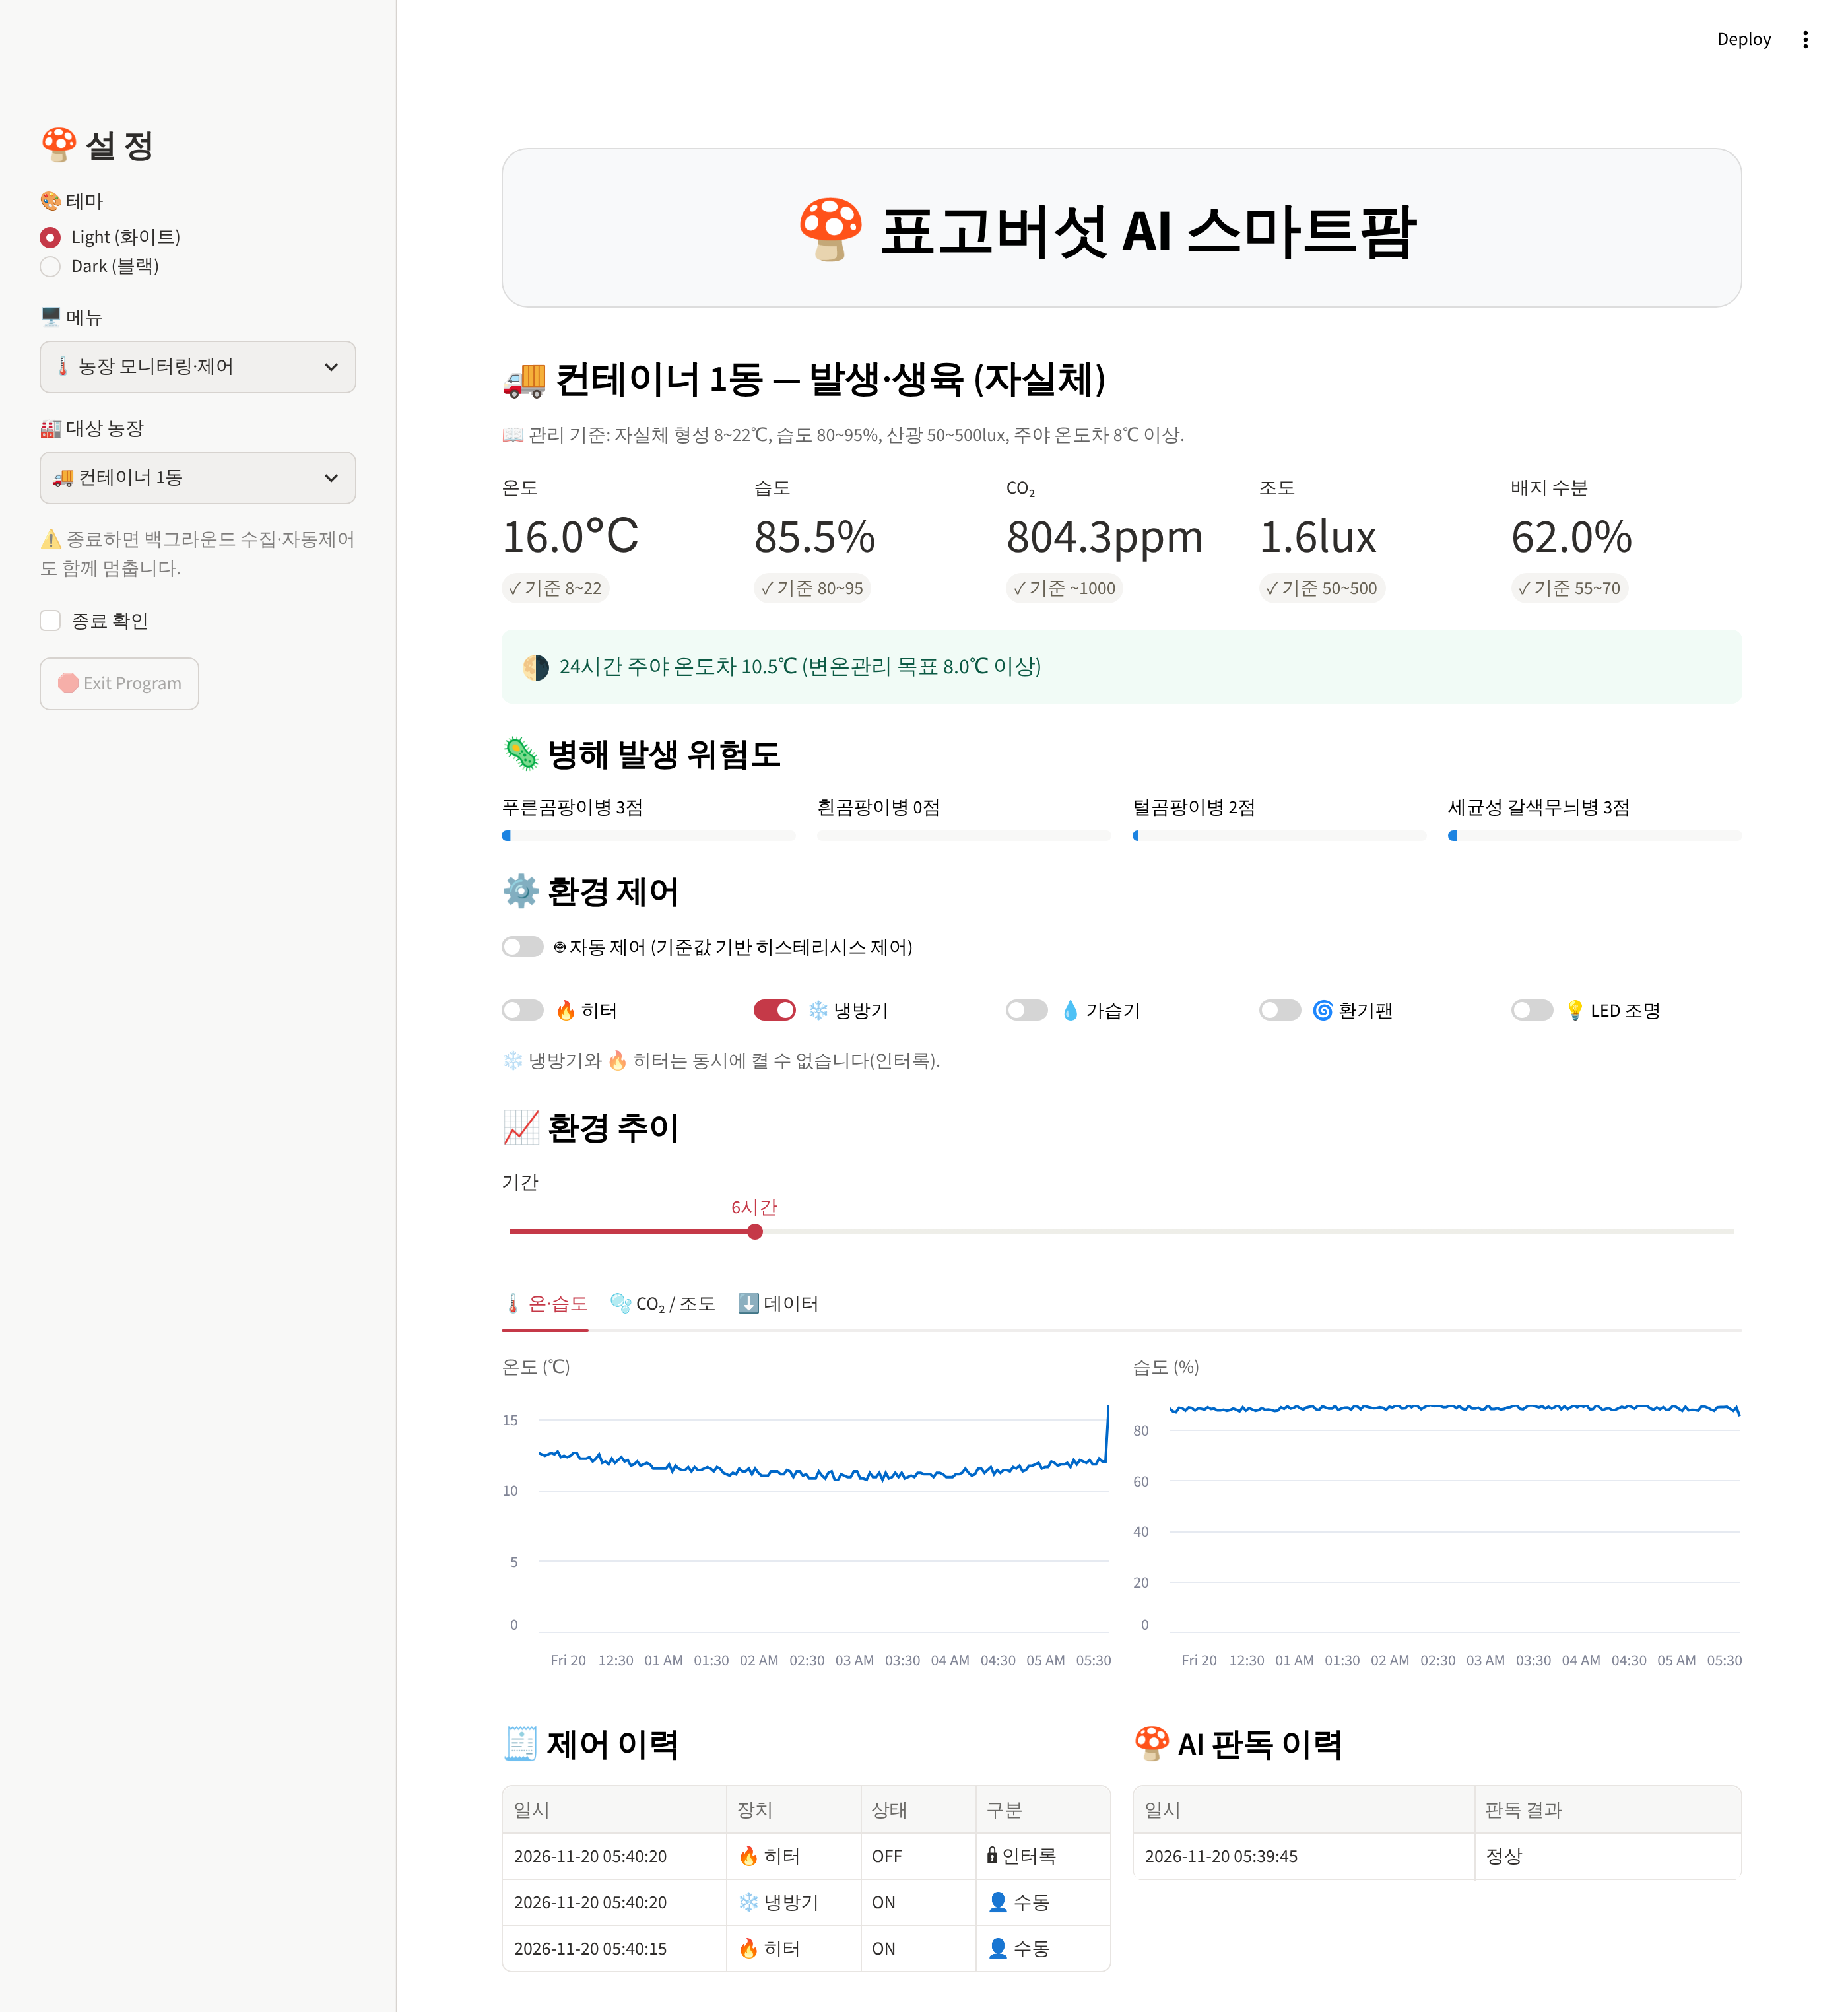 Deploy
설 정
테마
Light (화이트)
Dark (블랙)
메뉴
농장 모니터링·제어
대상 농장
컨테이너 1동
종료하면 백그라운드 수집·자동제어
도 함께 멈춥니다.
종료 확인
Exit Program
표고버섯 AI 스마트팜
컨테이너 1동 — 발생·생육 (자실체)
관리 기준: 자실체 형성 8~22℃, 습도 80~95%, 산광 50~500lux, 주야 온도차 8℃ 이상.
온도 습도 CO₂ 조도 배지 수분
16.0℃ 85.5% 804.3ppm 1.6lux 62.0%
✓ 기준 8~22 ✓ 기준 80~95 ✓ 기준 ~1000 ✓ 기준 50~500 ✓ 기준 55~70
24시간 주야 온도차 10.5℃ (변온관리 목표 8.0℃ 이상)
병해 발생 위험도
푸른곰팡이병 3점 흰곰팡이병 0점 털곰팡이병 2점 세균성 갈색무늬병 3점
환경 제어
자동 제어 (기준값 기반 히스테리시스 제어)
히터 냉방기 가습기 환기팬 LED 조명
냉방기와 히터는 동시에 켤 수 없습니다(인터록).
환경 추이
기간
6시간
온·습도 CO₂ / 조도 데이터
온도 (℃)
15
10
5
0
Fri 20 12:30 01 AM 01:30 02 AM 02:30 03 AM 03:30 04 AM 04:30 05 AM 05:30
습도 (%)
80
60
40
20
0
Fri 20 12:30 01 AM 01:30 02 AM 02:30 03 AM 03:30 04 AM 04:30 05 AM 05:30
제어 이력
일시 장치 상태 구분
2026-11-20 05:40:20 히터 OFF 인터록
2026-11-20 05:40:20 냉방기 ON 수동
2026-11-20 05:40:15 히터 ON 수동
AI 판독 이력
일시 판독 결과
2026-11-20 05:39:45 정상